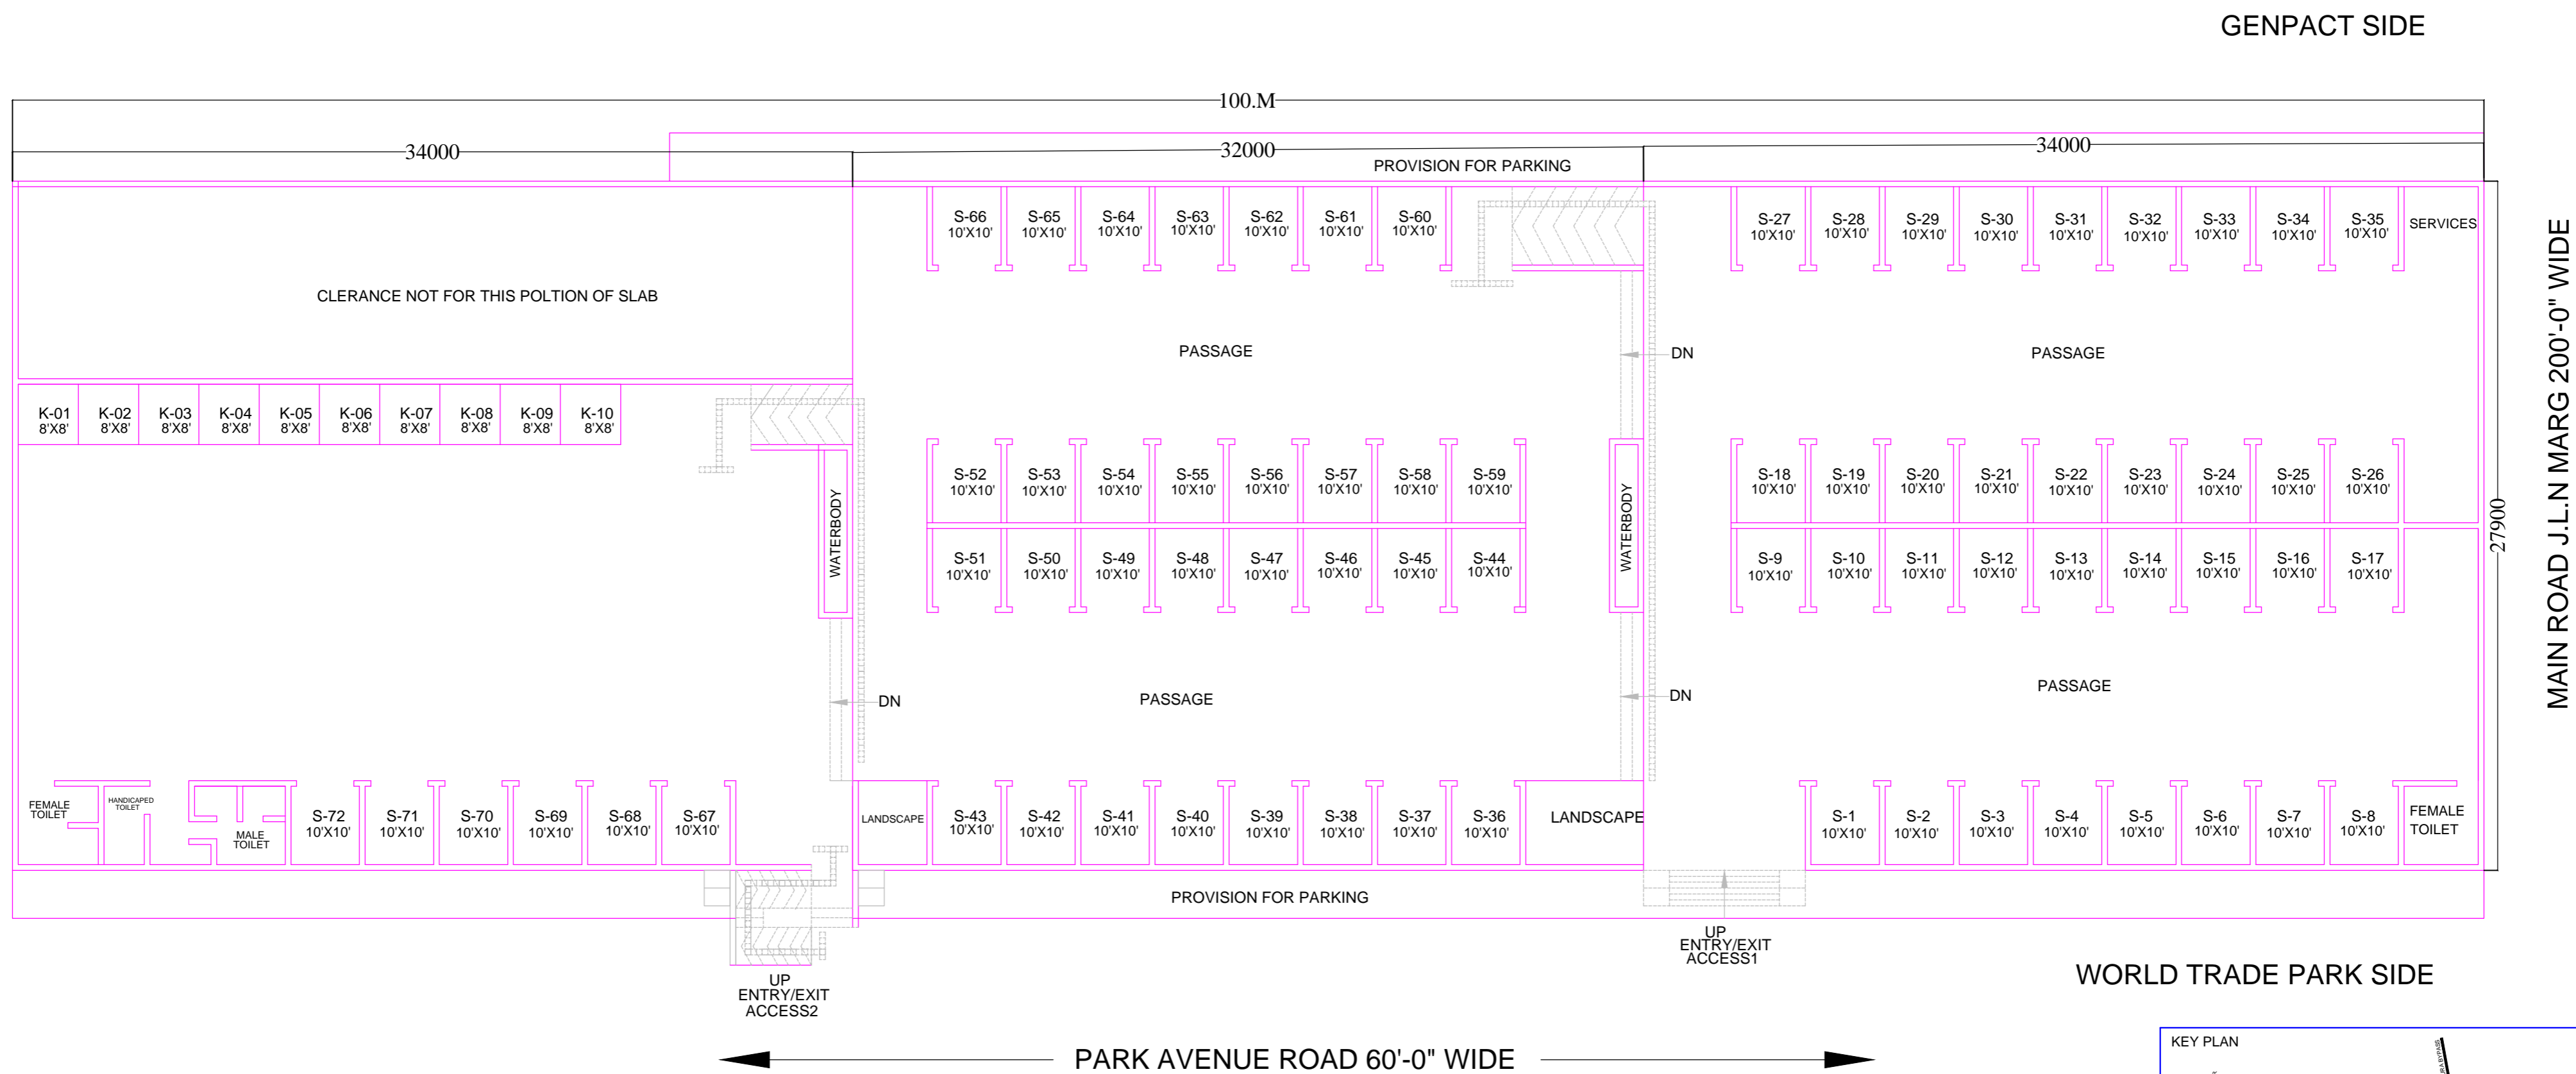 GENPACT SIDE
100.M
34000
32000
34000
PROVISION FOR PARKING
S-66
10'X10'
S-65
10'X10'
S-64
10'X10'
S-63
10'X10'
S-62
10'X10'
S-61
10'X10'
S-60
10'X10'
S-27
10'X10'
S-28
10'X10'
S-29
10'X10'
S-30
10'X10'
S-31
10'X10'
S-32
10'X10'
S-33
10'X10'
S-34
10'X10'
S-35
10'X10'
SERVICES
CLERANCE NOT FOR THIS POLTION OF SLAB
PASSAGE
DN
PASSAGE
MAIN ROAD J.L.N MARG 200'-0" WIDE
K-01
8'X8'
K-02
8'X8'
K-03
8'X8'
K-04
8'X8'
K-05
8'X8'
K-06
8'X8'
K-07
8'X8'
K-08
8'X8'
K-09
8'X8'
K-10
8'X8'
S-52
10'X10'
S-53
10'X10'
S-54
10'X10'
S-55
10'X10'
S-56
10'X10'
S-57
10'X10'
S-58
10'X10'
S-59
10'X10'
S-18
10'X10'
S-19
10'X10'
S-20
10'X10'
S-21
10'X10'
S-22
10'X10'
S-23
10'X10'
S-24
10'X10'
S-25
10'X10'
S-26
10'X10'
WATERBODY
WATERBODY
27900
S-51
10'X10'
S-50
10'X10'
S-49
10'X10'
S-48
10'X10'
S-47
10'X10'
S-46
10'X10'
S-45
10'X10'
S-44
10'X10'
S-9
10'X10'
S-10
10'X10'
S-11
10'X10'
S-12
10'X10'
S-13
10'X10'
S-14
10'X10'
S-15
10'X10'
S-16
10'X10'
S-17
10'X10'
DN
PASSAGE
DN
PASSAGE
FEMALE
TOILET
HANDICAPED
TOILET
MALE
TOILET
S-72
10'X10'
S-71
10'X10'
S-70
10'X10'
S-69
10'X10'
S-68
10'X10'
S-67
10'X10'
LANDSCAPE
S-43
10'X10'
S-42
10'X10'
S-41
10'X10'
S-40
10'X10'
S-39
10'X10'
S-38
10'X10'
S-37
10'X10'
S-36
10'X10'
LANDSCAPE
S-1
10'X10'
S-2
10'X10'
S-3
10'X10'
S-4
10'X10'
S-5
10'X10'
S-6
10'X10'
S-7
10'X10'
S-8
10'X10'
FEMALE
TOILET
PROVISION FOR PARKING
UP
ENTRY/EXIT
ACCESS1
UP
ENTRY/EXIT
ACCESS2
WORLD TRADE PARK SIDE
PARK AVENUE ROAD 60'-0" WIDE
KEY PLAN